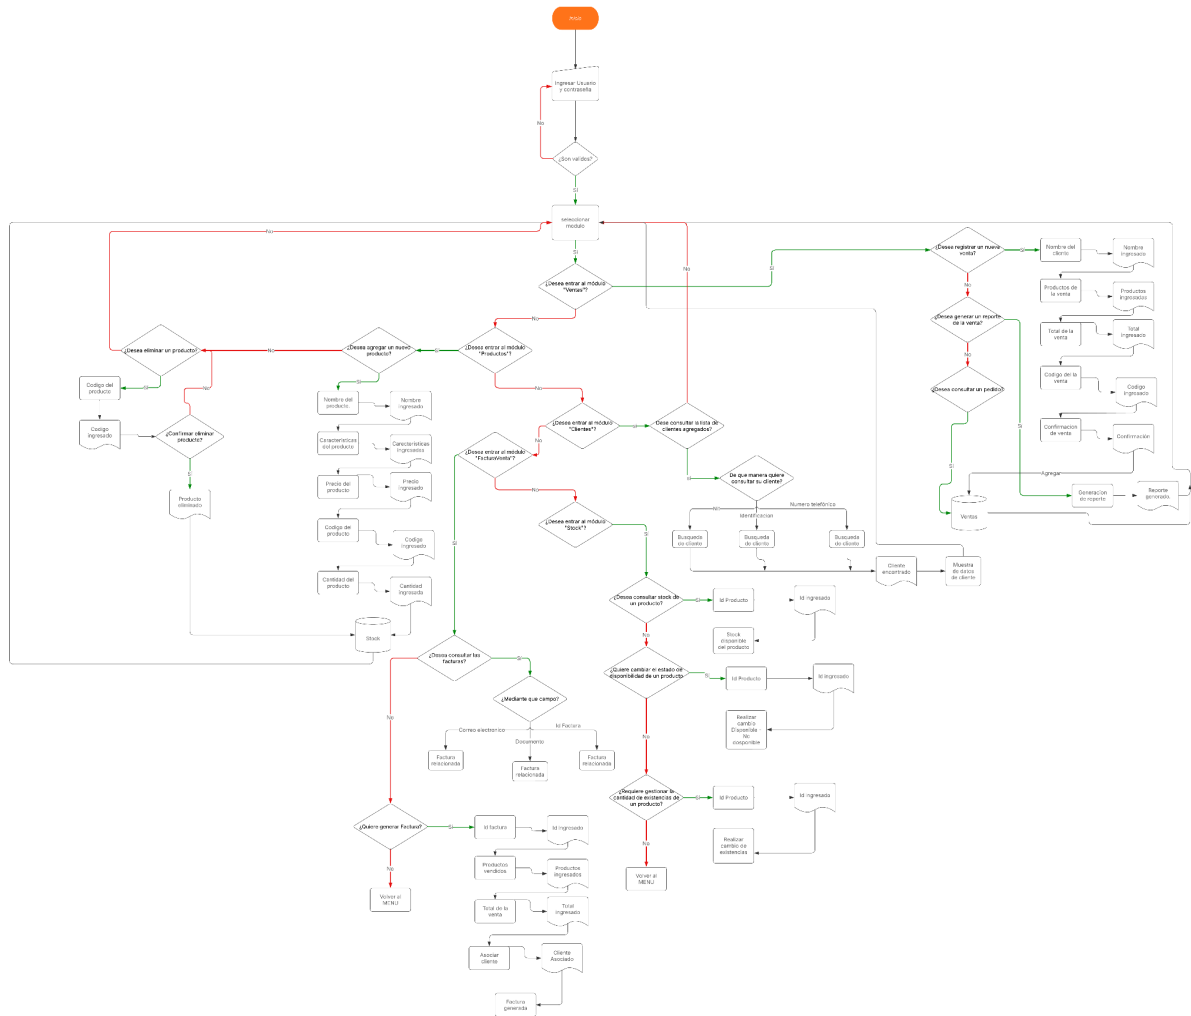 Inicio
Ingresar Usuario
y contraseña
No
¿Son validos?
Si
seleccionar
modulo
No
Si
No
¿Desea entrar al módulo
"Ventas"?
Si
No
¿Desea registrar un nueva
venta?
Si
Nombre del
cliente
Nombre
Ingresado
No
Productos de
la venta
Productos
ingresadas
¿Desea generar un reporte
de la venta?
Total de la
venta
Total
Ingresado
No
¿Desea consultar un pedido?
Codigo del la
venta
Codigo
Ingresado
Confirmacion
de venta
Confirmación
Si
Si
Agregar
Ventas
Generacion
de reporte
Reporte
generado.
¿Desea eliminar un producto?
No
¿Desea agregar un nuevo
producto?
Si
¿Desea entrar al módulo
"Productos"?
Codigo del
producto
Si
No
Codigo
ingresado
¿Confirmar eliminar
producto?
Si
Producto
eliminado
Si
Nombre del
producto.
Nombre
ingresado
Características
del producto
Características
Ingresados
Precio del
producto
Precio
Ingresado
Codigo del
producto
Codigo
ingresado
Cantidad del
producto
Cantidad
Ingresada
Stock
No
¿Desea entrar al módulo
"Clientes"?
Si
Dese consultar la lista de
clientes agregados?
No
¿Desea enizar al módulo
"FacturaVenta"?
Si
De que manera quiere
consultar su cliente?
No
Numero telefónico
Identificacion
Busqueda
de cliente
Busqueda
de cliente
Busqueda
de cliente
Cliente
encontrado.
Muestra
de datos
de cliente
¿Desea entrar al módulo
"Stock"?
Si
Si
¿Desea consultar stock de
un producto?
Si
Id Producto
Id ingresado
Stock
disponible
del producto
No
¿Quiere cambiar el estado de
disponibilidad de un producto
Si
Id Producto
Id Ingresado
Realizar
cambio
Disponible -
No
disponible
No
¿Requiere gestionar la
cantidad de existencias de
un producto?
Si
Id Producto
Id ingresado
Realizar
cambio de
existencias
No
Volver al
MENU
¿Desea consultar las
facturas?
Si
¿Mediante que campo?
No
Correo electronico
Id Factura
Documento
Factura
relacionada
Factura
relacionada
Factura
relacionada
¿Quiere generar Factura?
Si
Id factura
Id Ingresado
No
Volver al
MENU
Productos
vendidos
Productos
ingresados
Total de la
venta
Total
ingresado
Asociar
cliente
Cliente
Asociado
Factura
generada